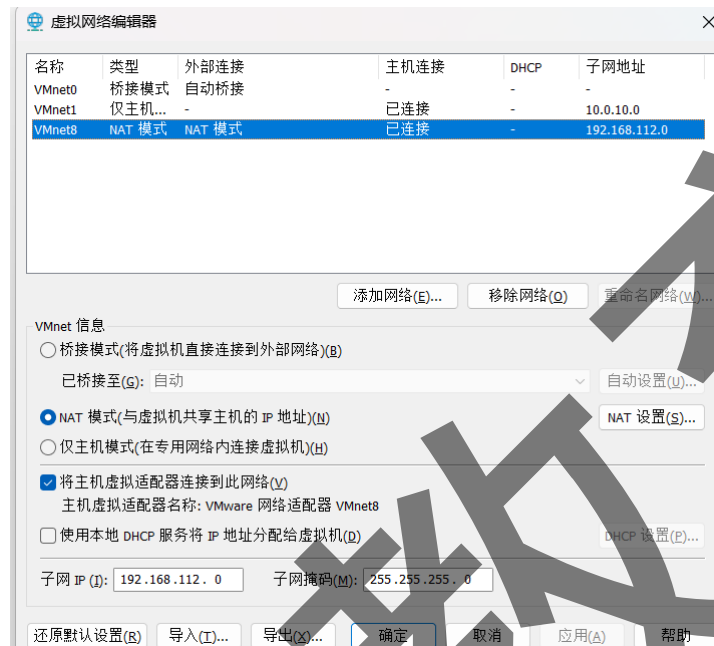 虚拟网络编辑器
名称 类型 外部连接 主机连接 DHCP 子网地址
VMnet0 桥接模式 自动桥接 - - -
VMnet1 仅主机... - 已连接 - 10.0.10.0
VMnet8 NAT 模式 NAT 模式 已连接 - 192.168.112.0
添加网络(E)... 移除网络(O) 重命名网络(W)...
VMnet 信息
桥接模式(将虚拟机直接连接到外部网络)(B)
已桥接至(G): 自动 自动设置(U)...
NAT 模式(与虚拟机共享主机的 IP 地址)(N) NAT 设置(S)...
仅主机模式(在专用网络内连接虚拟机)(H)
将主机虚拟适配器连接到此网络(V)
主机虚拟适配器名称: VMware 网络适配器 VMnet8
使用本地 DHCP 服务将 IP 地址分配给虚拟机(D) DHCP 设置(P)...
子网 IP (I): 192.168.112. 0 子网掩码(M): 255.255.255. 0
还原默认设置(R) 导入(T)... 导出(X)... 确定 取消 应用(A) 帮助